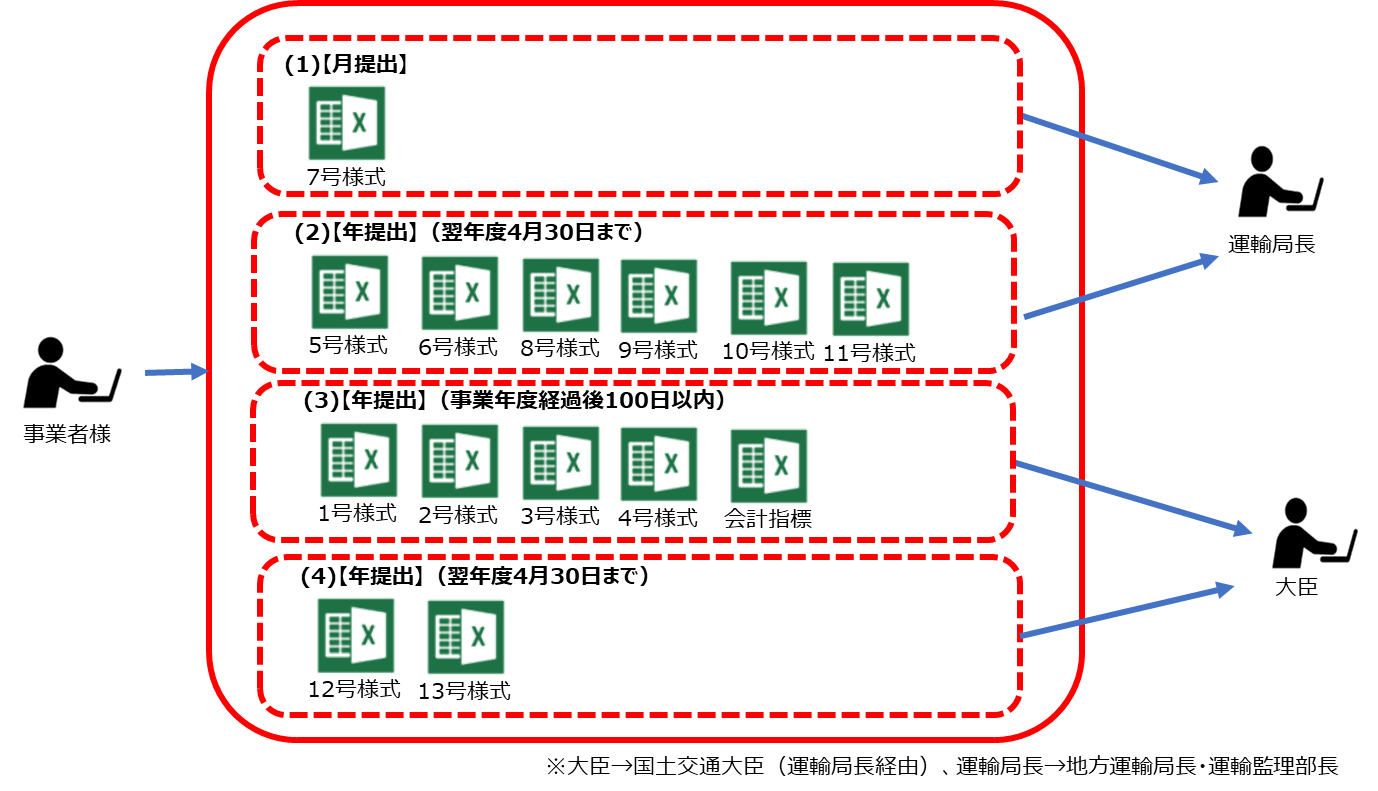 (1)【月提出】
7号様式
(2)【年提出】（翌年度4月30日まで）
5号様式 6号様式 8号様式 9号様式 10号様式 11号様式
(3)【年提出】（事業年度経過後100日以内）
1号様式 2号様式 3号様式 4号様式 会計指標
(4)【年提出】（翌年度4月30日まで）
12号様式 13号様式
事業者様
運輸局長
大臣
※大臣→国土交通大臣（運輸局長経由）、運輸局長→地方運輸局長・運輸監理部長